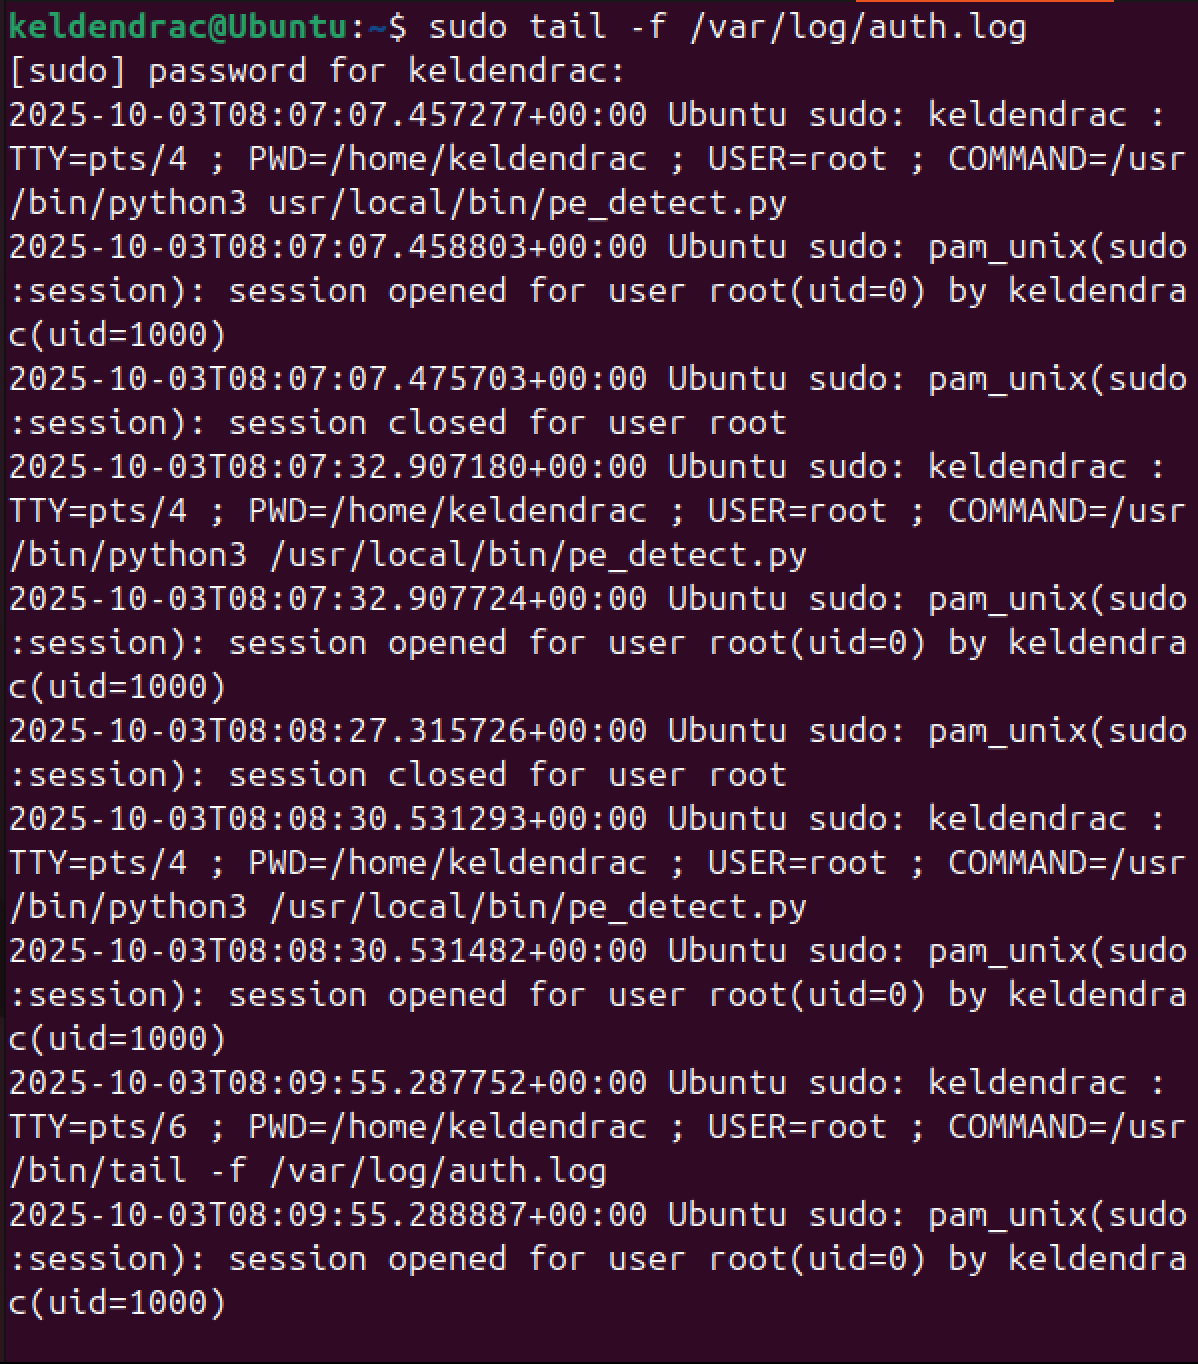 keldendrac@Ubuntu:~$ sudo tail -f /var/log/auth.log
[sudo] password for keldendrac:
2025-10-03T08:07:07.457277+00:00 Ubuntu sudo: keldendrac :
TTY=pts/4 ; PWD=/home/keldendrac ; USER=root ; COMMAND=/usr
/bin/python3 usr/local/bin/pe_detect.py
2025-10-03T08:07:07.458803+00:00 Ubuntu sudo: pam_unix(sudo
:session): session opened for user root(uid=0) by keldendra
c(uid=1000)
2025-10-03T08:07:07.475703+00:00 Ubuntu sudo: pam_unix(sudo
:session): session closed for user root
2025-10-03T08:07:32.907180+00:00 Ubuntu sudo: keldendrac :
TTY=pts/4 ; PWD=/home/keldendrac ; USER=root ; COMMAND=/usr
/bin/python3 /usr/local/bin/pe_detect.py
2025-10-03T08:07:32.907724+00:00 Ubuntu sudo: pam_unix(sudo
:session): session opened for user root(uid=0) by keldendra
c(uid=1000)
2025-10-03T08:08:27.315726+00:00 Ubuntu sudo: pam_unix(sudo
:session): session closed for user root
2025-10-03T08:08:30.531293+00:00 Ubuntu sudo: keldendrac :
TTY=pts/4 ; PWD=/home/keldendrac ; USER=root ; COMMAND=/usr
/bin/python3 /usr/local/bin/pe_detect.py
2025-10-03T08:08:30.531482+00:00 Ubuntu sudo: pam_unix(sudo
:session): session opened for user root(uid=0) by keldendra
c(uid=1000)
2025-10-03T08:09:55.287752+00:00 Ubuntu sudo: keldendrac :
TTY=pts/6 ; PWD=/home/keldendrac ; USER=root ; COMMAND=/usr
/bin/tail -f /var/log/auth.log
2025-10-03T08:09:55.288887+00:00 Ubuntu sudo: pam_unix(sudo
:session): session opened for user root(uid=0) by keldendra
c(uid=1000)